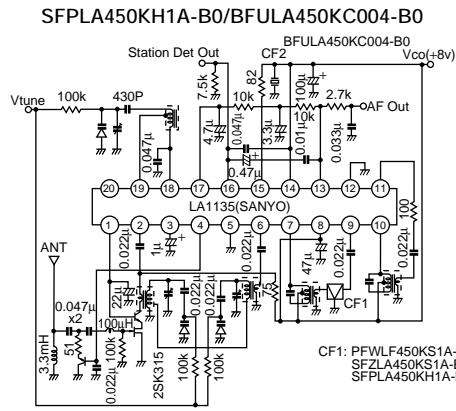 SFPLA450KH1A-B0/BFULA450KC004-B0
Station Det Out
BFULA450KC004-B0
CF2
Vco(+8v)
7.5k
82
100μ
Vtune
100k
430P
10k
2.7k
AF Out
4.7μ
0.047μ
3.3μ
10k
0.01μ
0.033μ
0.047μ
0.47μ
20 19 18 17 16 15 14 13 12 11
LA1135(SANYO)
1 2 3 4 5 6 7 8 9 10
100
ANT
0.022μ
1μ
0.022μ
47μ
0.022μ
0.022μ
22μ
0.022μ
0.022μ
75
CF1
0.047μ
x2
100μH
3.3mH
51
0.022μ
100k
2SK315
100k
100k
CF1: PFWLF450KS1A-
SFZLA450KS1A-
SFPLA450KH1A-